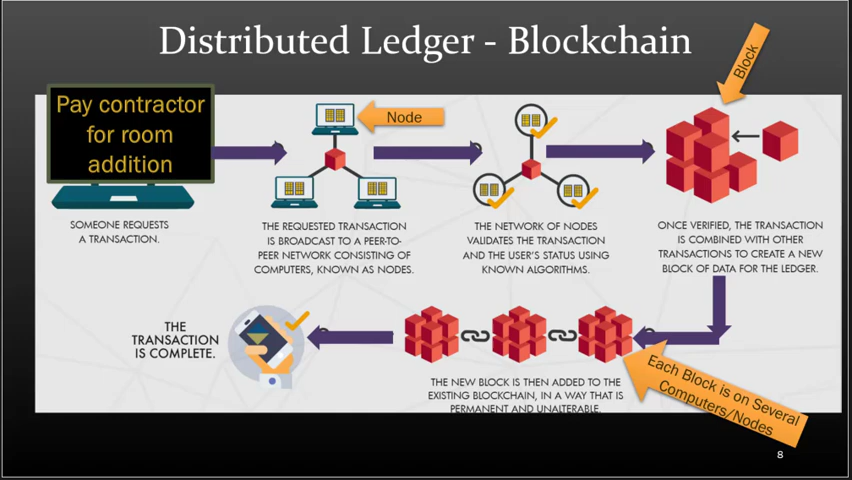 Distributed Ledger - Blockchain
Block
Pay contractor
for room
addition
Node
SOMEONE REQUESTS
A TRANSACTION.
THE REQUESTED TRANSACTION
IS BROADCAST TO A PEER-TO-
PEER NETWORK CONSISTING OF
COMPUTERS, KNOWN AS NODES.
THE NETWORK OF NODES
VALIDATES THE TRANSACTION
AND THE USER'S STATUS USING
KNOWN ALGORITHMS.
ONCE VERIFIED, THE TRANSACTION
IS COMBINED WITH OTHER
TRANSACTIONS TO CREATE A NEW
BLOCK OF DATA FOR THE LEDGER.
THE
TRANSACTION
IS COMPLETE.
THE NEW BLOCK IS THEN ADDED TO THE
EXISTING BLOCKCHAIN, IN A WAY THAT IS
PERMANENT AND UNALTERABLE.
Each Block is on Several
Computers/Nodes
8